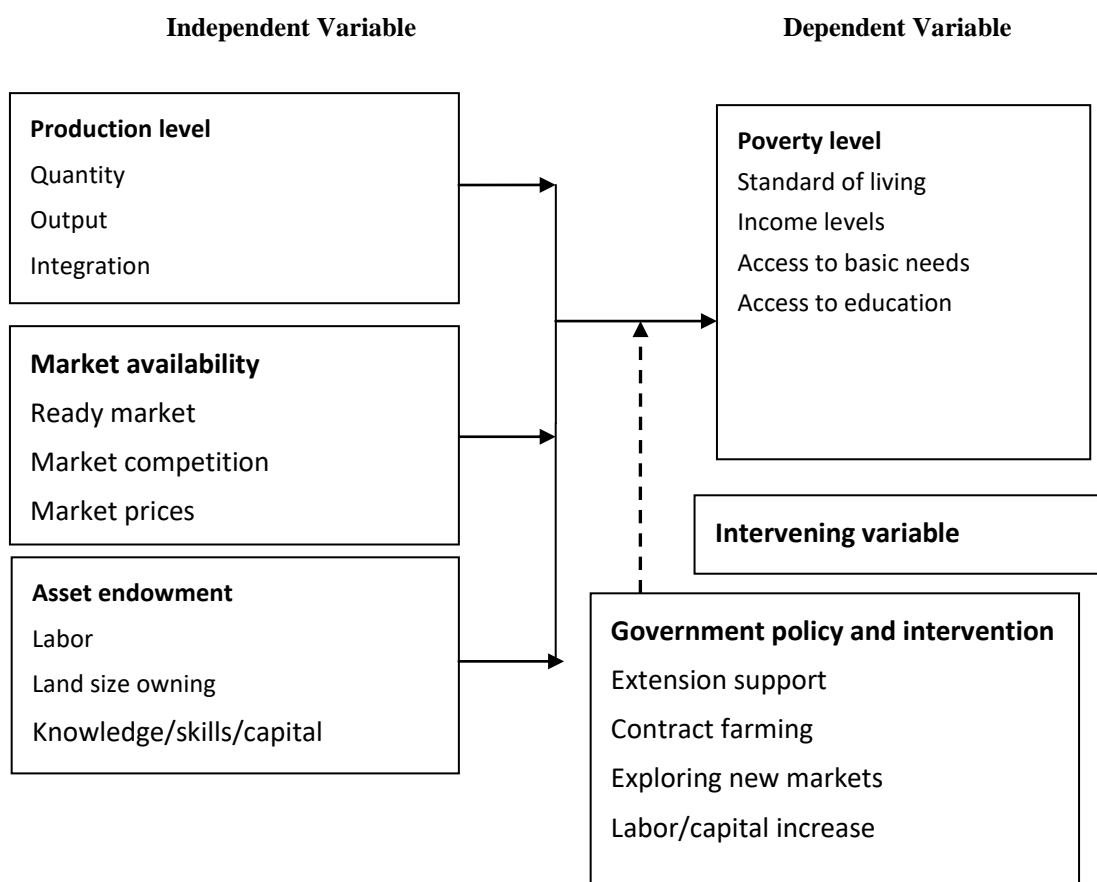 Independent Variable
Dependent Variable
Production level
Quantity
Output
Integration
Market availability
Ready market
Market competition
Market prices
Asset endowment
Labor
Land size owning
Knowledge/skills/capital
Poverty level
Standard of living
Income levels
Access to basic needs
Access to education
Intervening variable
Government policy and intervention
Extension support
Contract farming
Exploring new markets
Labor/capital increase